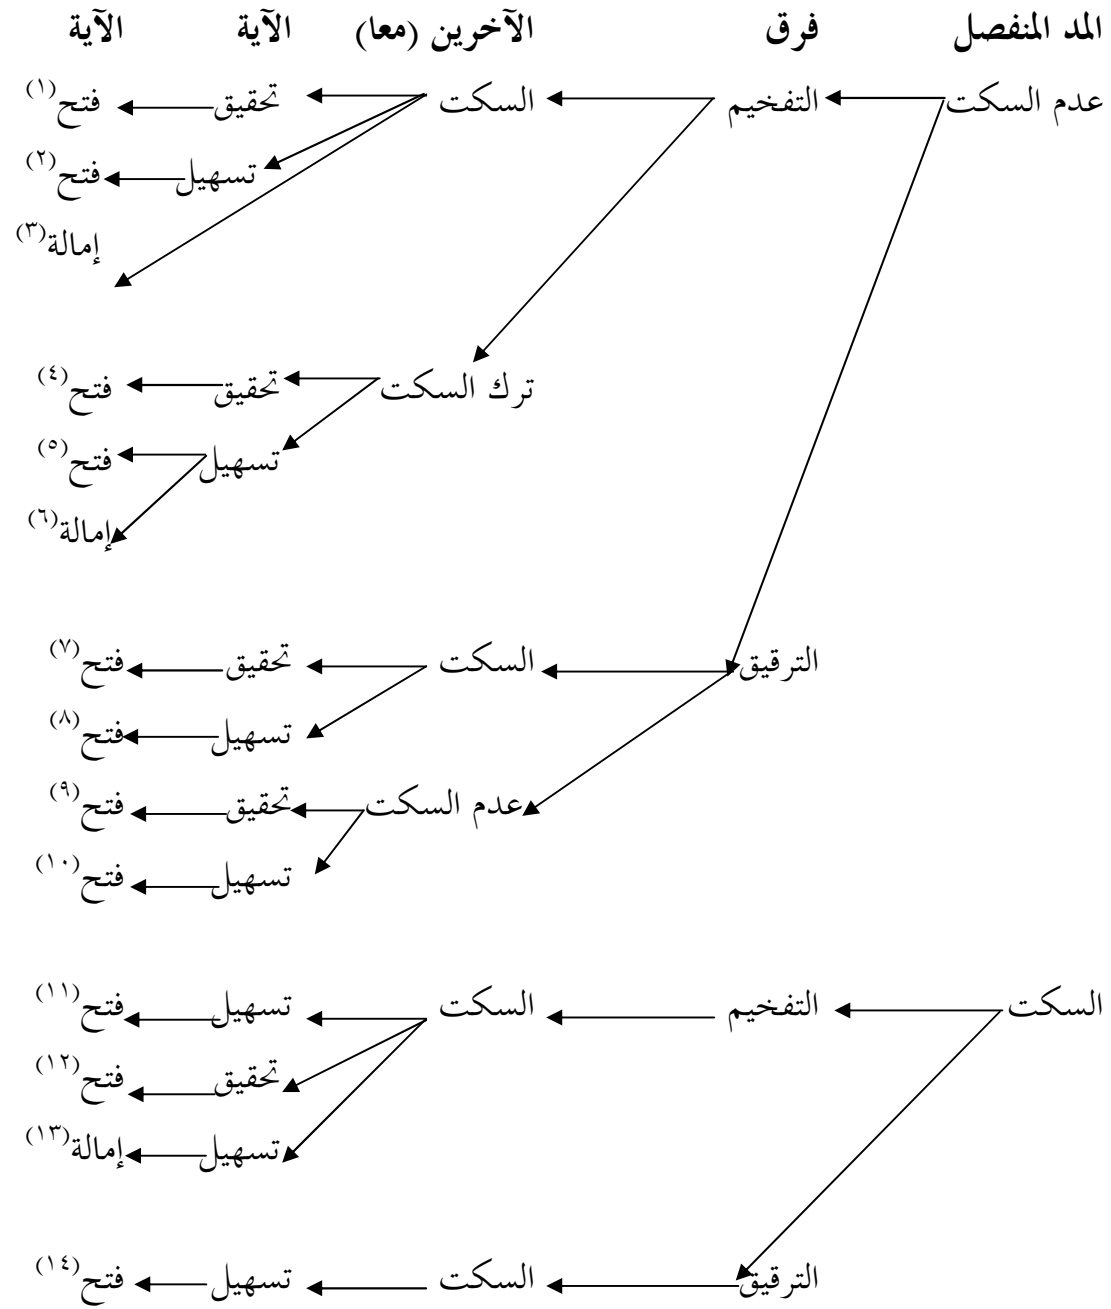 المد المنفصل فرق الآخرين (معا) الآية الآية
عدم السكت التفخيم السكت تحقيق فتح(١)
تسهيل فتح(٢)
إمالة(٣)
ترك السكت تحقيق فتح(٤)
تسهيل فتح(٥)
إمالة(٦)
الترقيق السكت تحقيق فتح(٧)
تسهيل فتح(٨)
عدم السكت تحقيق فتح(٩)
تسهيل فتح(١٠)
السكت التفخيم السكت تسهيل فتح(١١)
تحقيق فتح(١٢)
تسهيل إمالة(١٣)
الترقيق السكت تسهيل فتح(١٤)